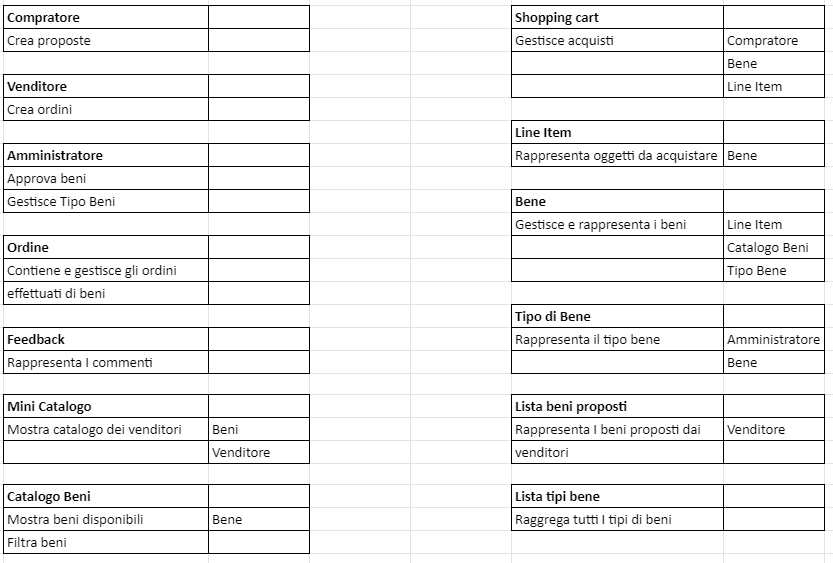 Compratore
Crea proposte
Venditore
Crea ordini
Amministratore
Approva beni
Gestisce Tipo Beni
Ordine
Contiene e gestisce gli ordini
effettuati di beni
Feedback
Rappresenta I commenti
Mini Catalogo
Mostra catalogo dei venditori Beni
Venditore
Catalogo Beni
Mostra beni disponibili Bene
Filtra beni
Shopping cart
Gestisce acquisti Compratore
Bene
Line Item
Line Item
Rappresenta oggetti da acquistare Bene
Bene
Gestisce e rappresenta i beni Line Item
Catalogo Beni
Tipo Bene
Tipo di Bene
Rappresenta il tipo bene Amministratore
Bene
Lista beni proposti
Rappresenta I beni proposti dai Venditore
venditori
Lista tipi bene
Raggrega tutti I tipi di beni